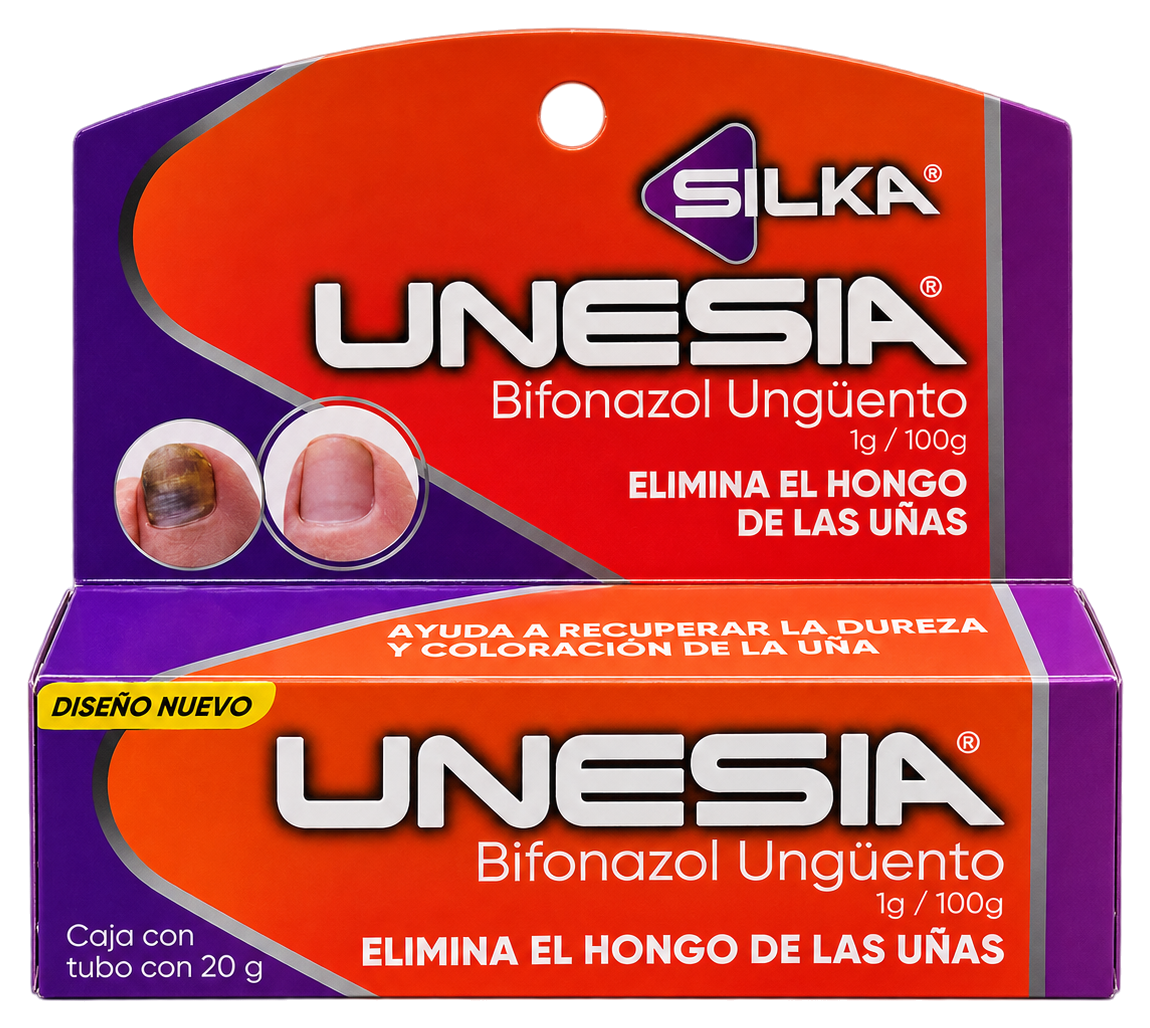 SILKA®
UNESIA®
Bifonazol Ungüento
1g / 100g
ELIMINA EL HONGO
DE LAS UÑAS
AYUDA A RECUPERAR LA DUREZA
Y COLORACIÓN DE LA UÑA
DISEÑO NUEVO
UNESIA®
Bifonazol Ungüento
1g / 100g
ELIMINA EL HONGO DE LAS UÑAS
Caja con
tubo con 20 g